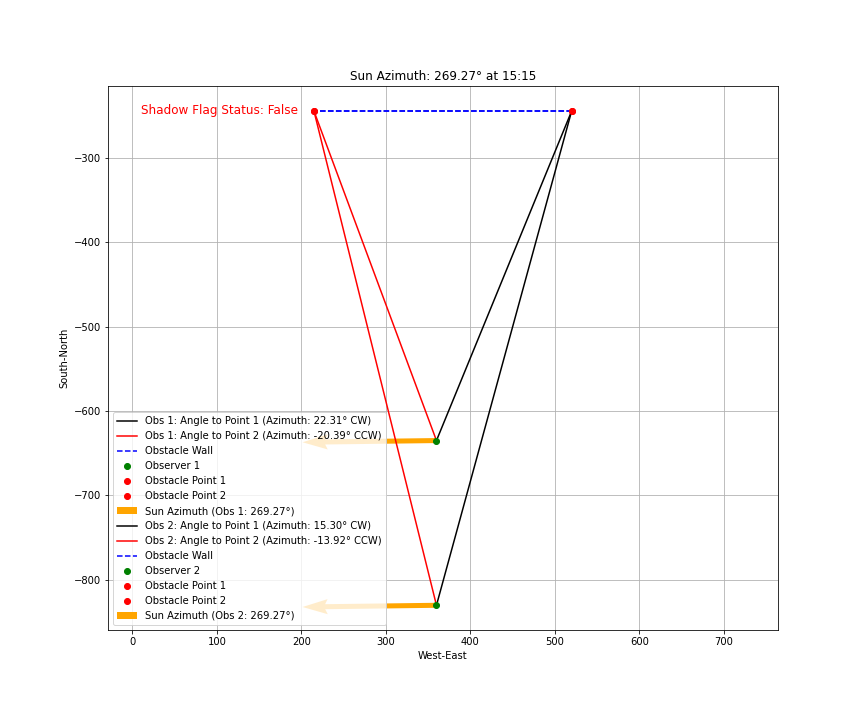 Sun Azimuth: 269.27° at 15:15
Shadow Flag Status: False
−300
−400
−500
−600
−700
−800
South-North
Obs 1: Angle to Point 1 (Azimuth: 22.31° CW)
Obs 1: Angle to Point 2 (Azimuth: -20.39° CCW)
Obstacle Wall
Observer 1
Obstacle Point 1
Obstacle Point 2
Sun Azimuth (Obs 1: 269.27°)
Obs 2: Angle to Point 1 (Azimuth: 15.30° CW)
Obs 2: Angle to Point 2 (Azimuth: -13.92° CCW)
Obstacle Wall
Observer 2
Obstacle Point 1
Obstacle Point 2
Sun Azimuth (Obs 2: 269.27°)
0 100 200 300 400 500 600 700
West-East